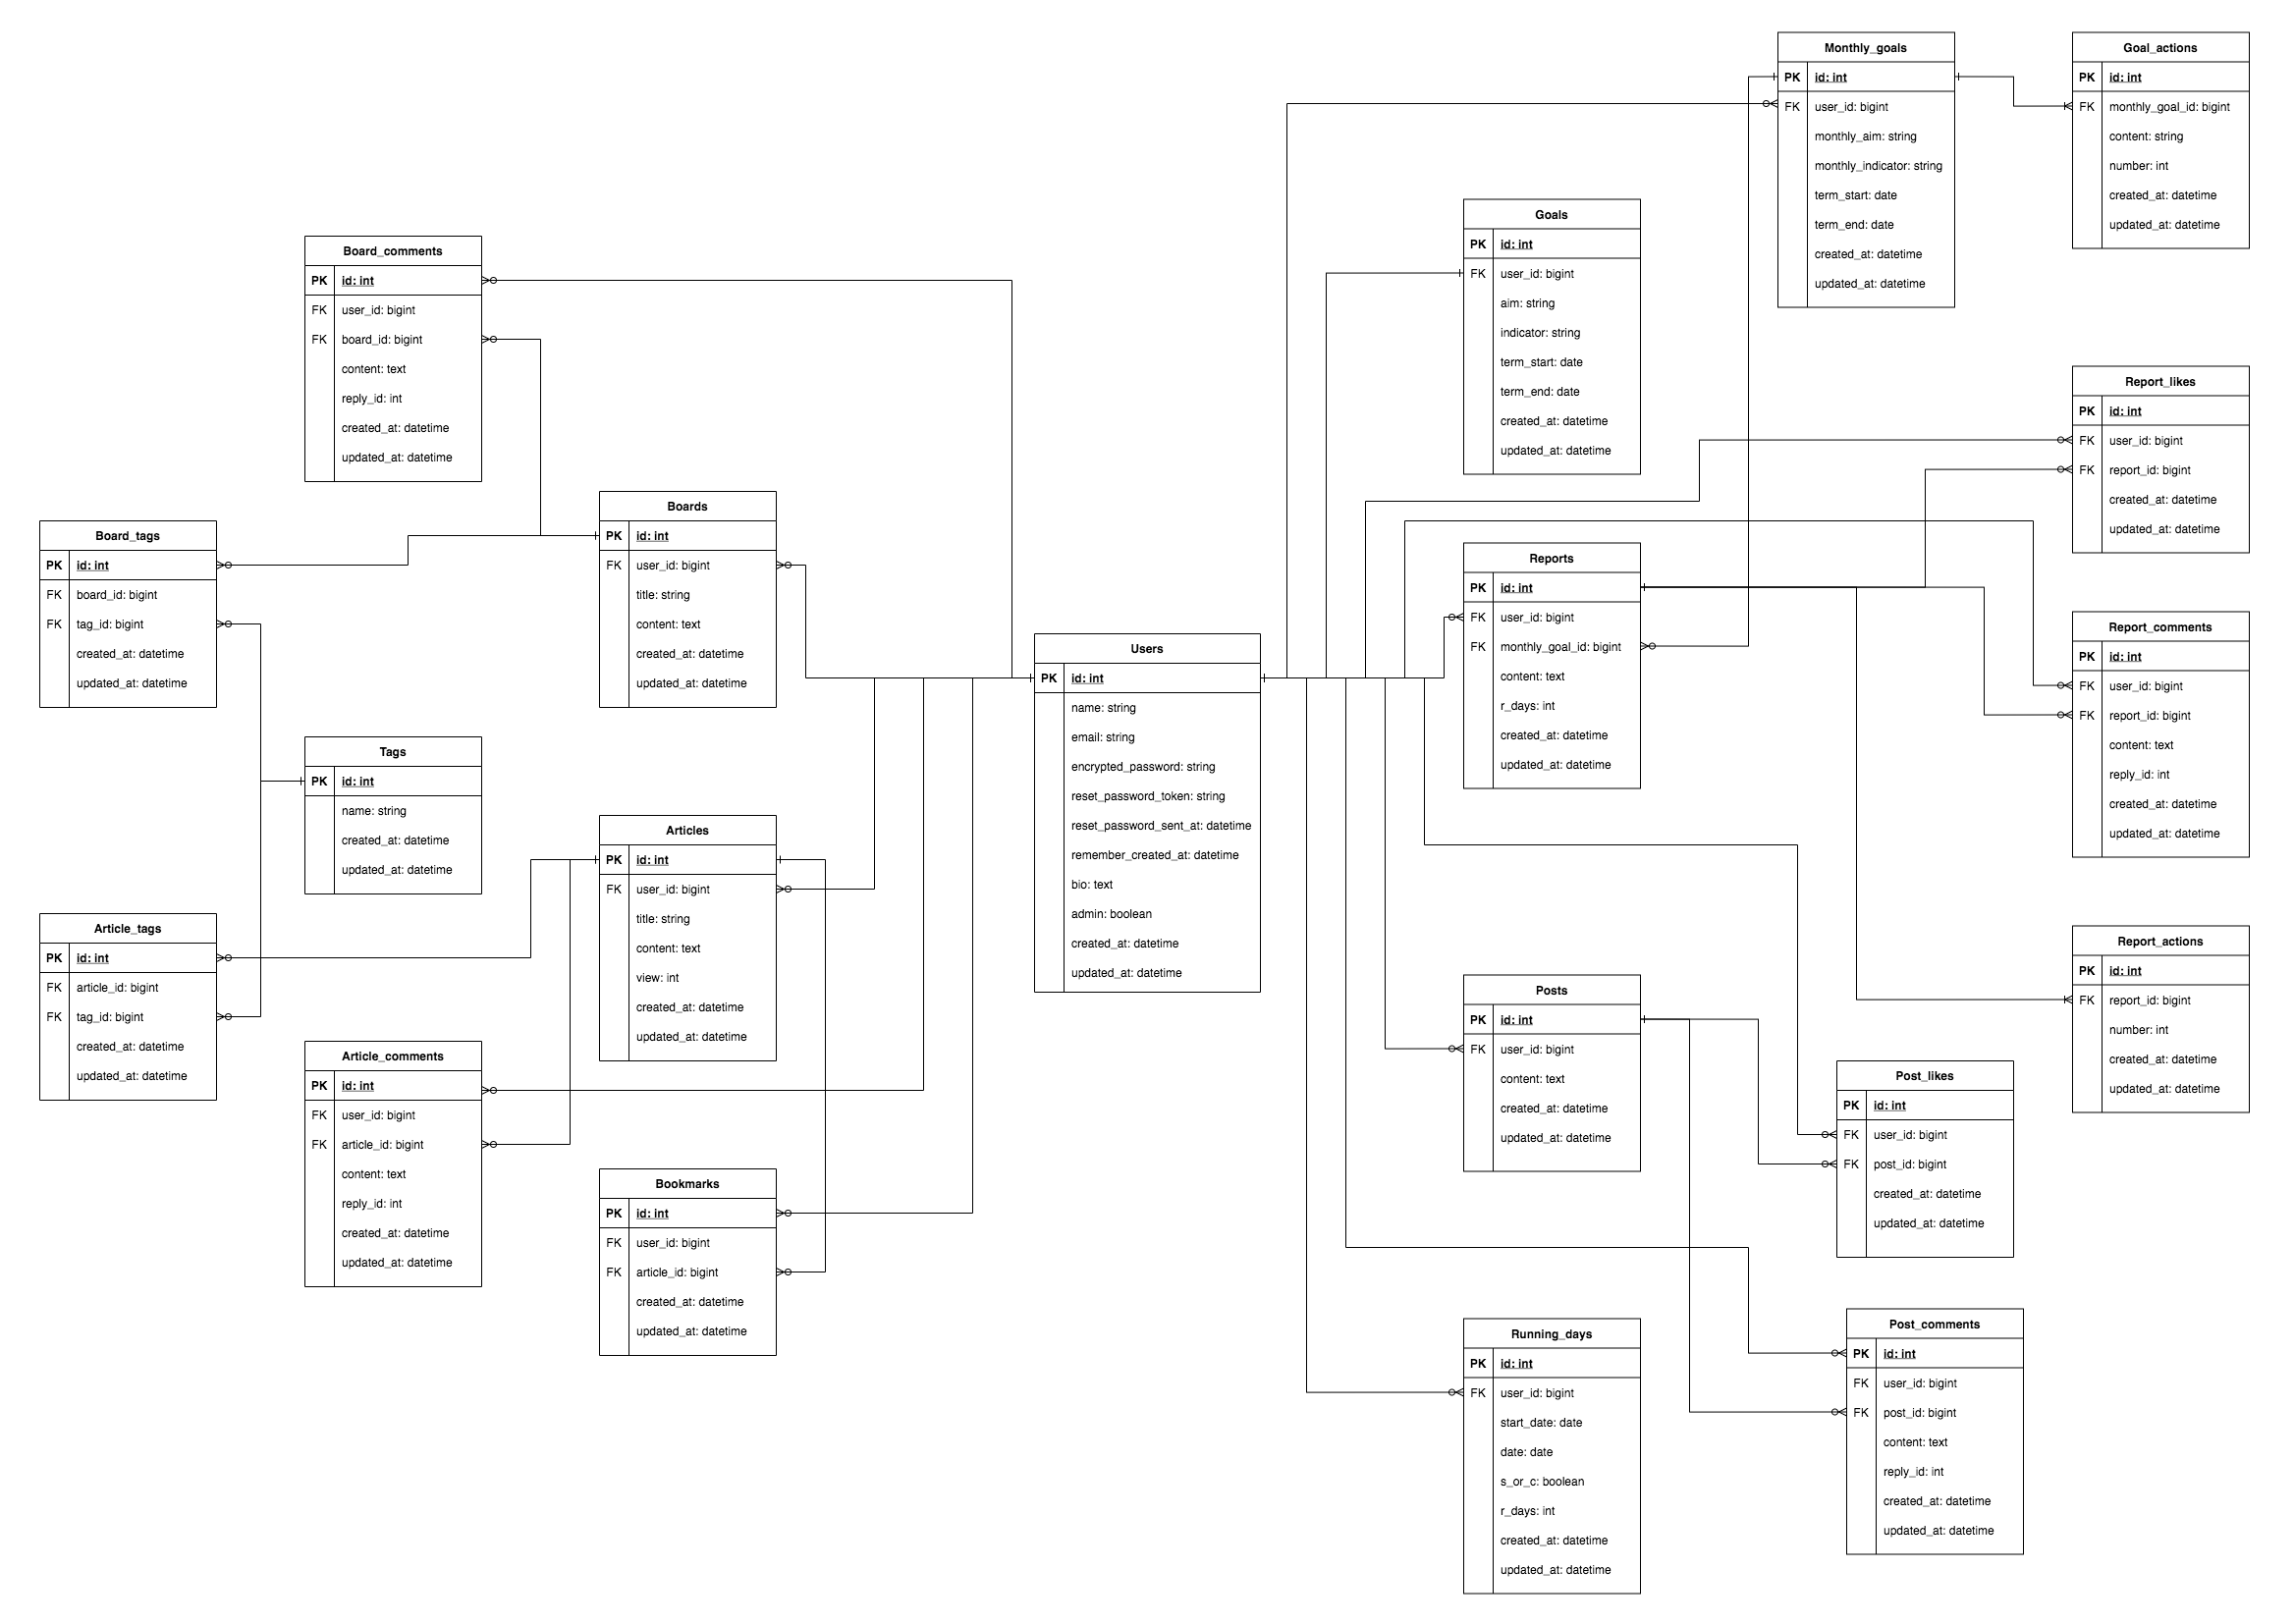 Monthly_goals
PK id: int
FK user_id: bigint
monthly_aim: string
monthly_indicator: string
term_start: date
term_end: date
created_at: datetime
updated_at: datetime
Goal_actions
PK id: int
FK monthly_goal_id: bigint
content: string
number: int
created_at: datetime
updated_at: datetime
Goals
PK id: int
FK user_id: bigint
aim: string
indicator: string
term_start: date
term_end: date
created_at: datetime
updated_at: datetime
Board_comments
PK id: int
FK user_id: bigint
FK board_id: bigint
content: text
reply_id: int
created_at: datetime
updated_at: datetime
Report_likes
PK id: int
FK user_id: bigint
FK report_id: bigint
created_at: datetime
updated_at: datetime
Boards
PK id: int
FK user_id: bigint
title: string
content: text
created_at: datetime
updated_at: datetime
Board_tags
PK id: int
FK board_id: bigint
FK tag_id: bigint
created_at: datetime
updated_at: datetime
Reports
PK id: int
FK user_id: bigint
FK monthly_goal_id: bigint
content: text
r_days: int
created_at: datetime
updated_at: datetime
Report_comments
PK id: int
FK user_id: bigint
FK report_id: bigint
content: text
reply_id: int
created_at: datetime
updated_at: datetime
Users
PK id: int
name: string
email: string
encrypted_password: string
reset_password_token: string
reset_password_sent_at: datetime
remember_created_at: datetime
bio: text
admin: boolean
created_at: datetime
updated_at: datetime
Tags
PK id: int
name: string
created_at: datetime
updated_at: datetime
Articles
PK id: int
FK user_id: bigint
title: string
content: text
view: int
created_at: datetime
updated_at: datetime
Article_tags
PK id: int
FK article_id: bigint
FK tag_id: bigint
created_at: datetime
updated_at: datetime
Report_actions
PK id: int
FK report_id: bigint
number: int
created_at: datetime
updated_at: datetime
Posts
PK id: int
FK user_id: bigint
content: text
created_at: datetime
updated_at: datetime
Article_comments
PK id: int
FK user_id: bigint
FK article_id: bigint
content: text
reply_id: int
created_at: datetime
updated_at: datetime
Post_likes
PK id: int
FK user_id: bigint
FK post_id: bigint
created_at: datetime
updated_at: datetime
Bookmarks
PK id: int
FK user_id: bigint
FK article_id: bigint
created_at: datetime
updated_at: datetime
Post_comments
PK id: int
FK user_id: bigint
FK post_id: bigint
content: text
reply_id: int
created_at: datetime
updated_at: datetime
Running_days
PK id: int
FK user_id: bigint
start_date: date
date: date
s_or_c: boolean
r_days: int
created_at: datetime
updated_at: datetime